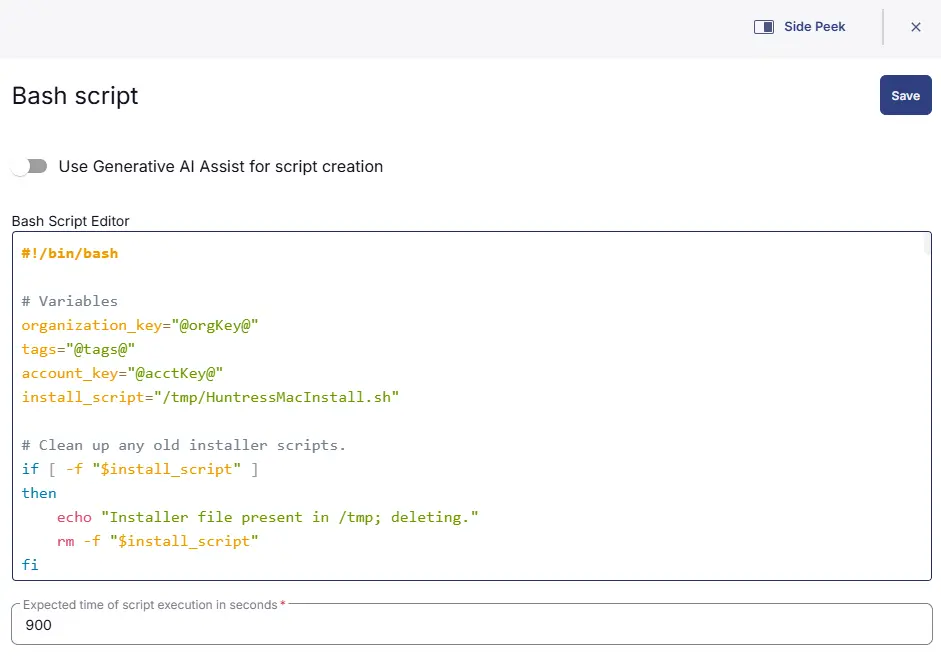 Side Peek
Bash script
Save
Use Generative AI Assist for script creation
Bash Script Editor
#!/bin/bash
# Variables
organization_key="@orgKey@"
tags="@tags@"
account_key="@acctKey@"
install_script="/tmp/HuntressMacInstall.sh"
# Clean up any old installer scripts.
if [ -f "$install_script" ]
then
    echo "Installer file present in /tmp; deleting."
    rm -f "$install_script"
fi
Expected time of script execution in seconds *
900